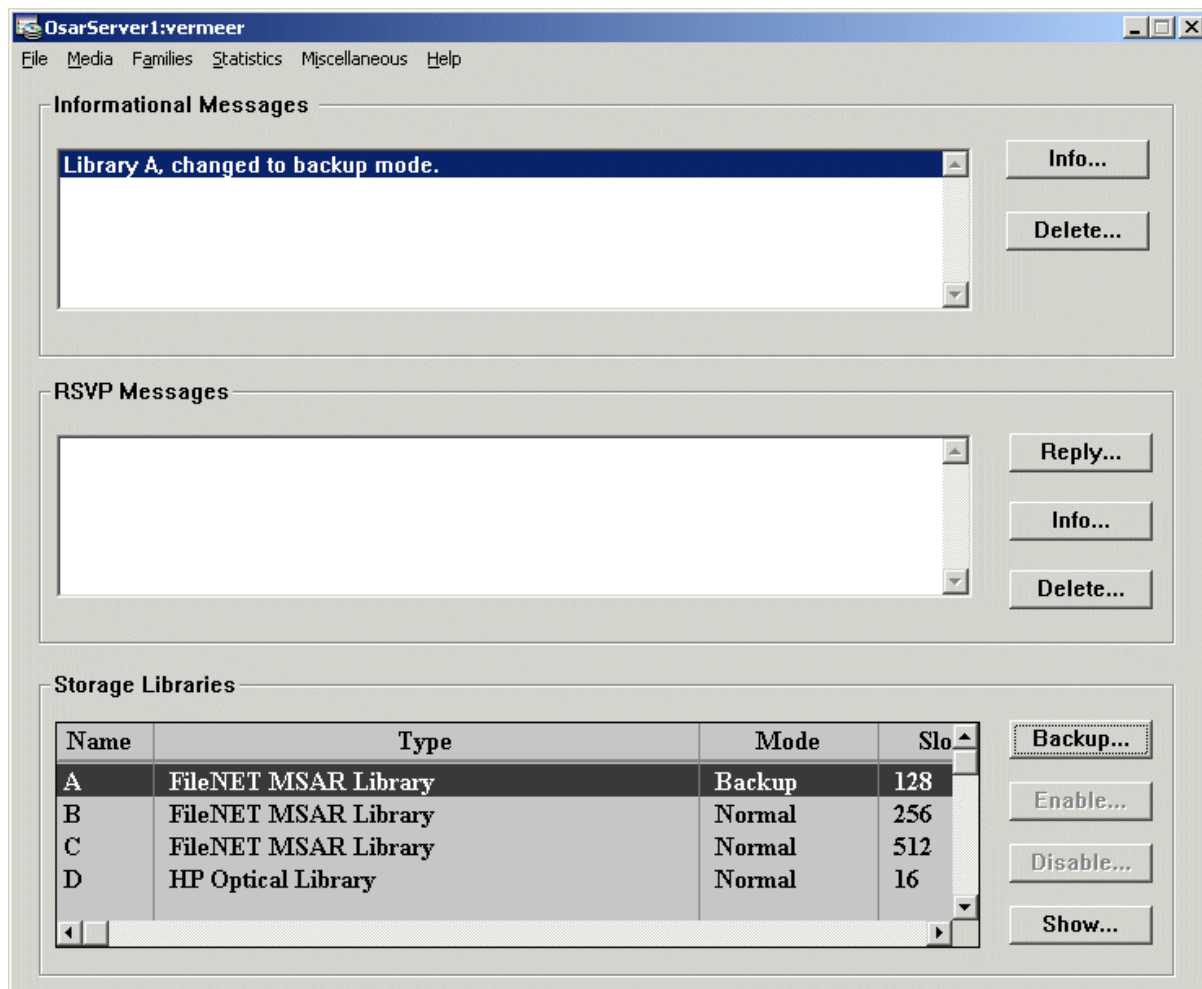 OsarServer1:vermeer
File Media Families Statistics Miscellaneous Help
Informational Messages
Library A, changed to backup mode.
Info...
Delete...
RSVP Messages
Reply...
Info...
Delete...
Storage Libraries
Name Type Mode Slo
A FileNET MSAR Library Backup 128
B FileNET MSAR Library Normal 256
C FileNET MSAR Library Normal 512
D HP Optical Library Normal 16
Backup...
Enable...
Disable...
Show...